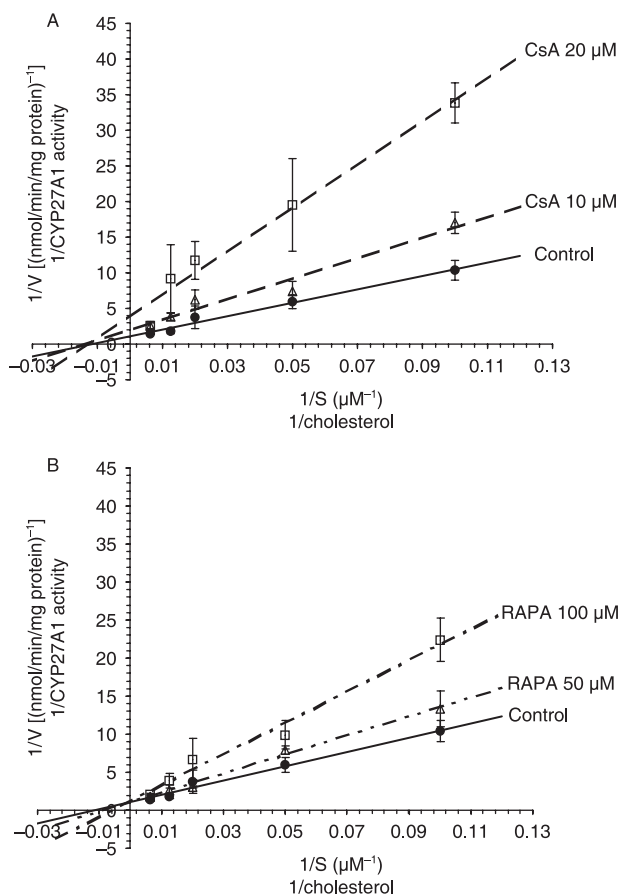 A
45
40
35
30
25
20
15
10
5
0
−5
1/V [(nmol/min/mg protein)⁻¹]
1/CYP27A1 activity
CsA 20 µM
CsA 10 µM
Control
−0.03 −0.01 0.01 0.03 0.05 0.07 0.09 0.11 0.13
1/S (µM⁻¹)
1/cholesterol
B
45
40
35
30
25
20
15
10
5
0
−5
1/V [(nmol/min/mg protein)⁻¹]
1/CYP27A1 activity
RAPA 100 µM
RAPA 50 µM
Control
−0.03 −0.01 0.01 0.03 0.05 0.07 0.09 0.11 0.13
1/S (µM⁻¹)
1/cholesterol